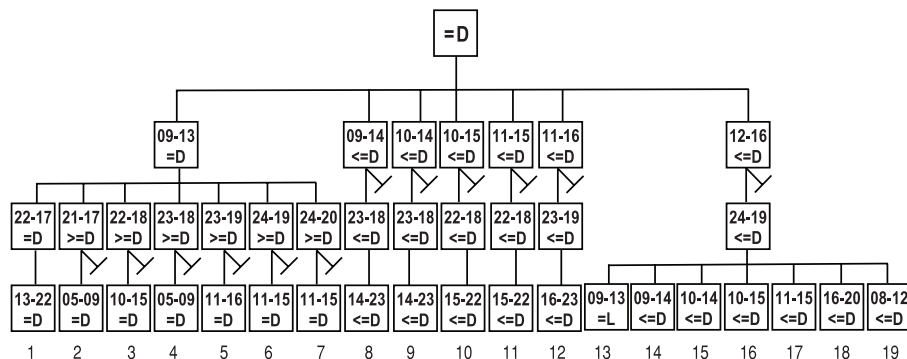 =D
09-13 09-14 10-14 10-15 11-15 11-16 12-16
=D <=D <=D <=D <=D <=D <=D
22-17 21-17 22-18 23-18 23-19 24-19 24-20 23-18 23-18 22-18 22-18 23-19 24-19
=D >=D >=D >=D >=D >=D >=D <=D <=D <=D <=D <=D <=D
13-22 05-09 10-15 05-09 11-16 11-15 11-15 14-23 14-23 15-22 15-22 16-23 09-13 09-14 10-14 10-15 11-15 16-20 08-12
=D =D =D =D =D =D =D <=D <=D <=D <=D <=D =L <=D <=D <=D <=D <=D <=D
1 2 3 4 5 6 7 8 9 10 11 12 13 14 15 16 17 18 19